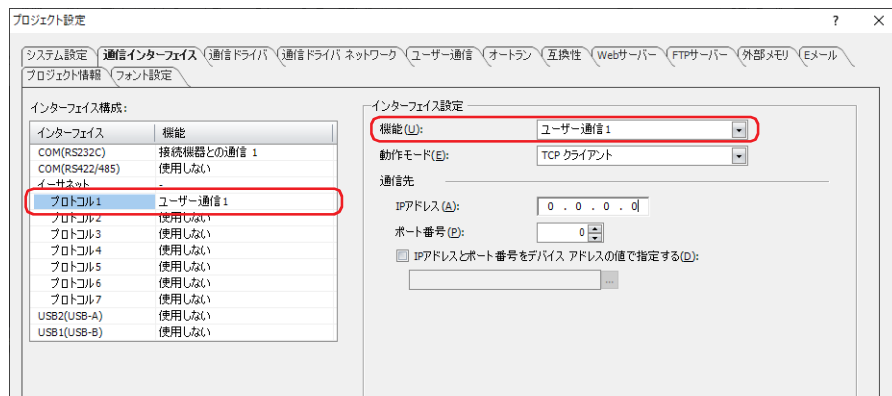 プロジェクト設定
? ×
システム設定 通信インターフェイス 通信ドライバ 通信ドライバ ネットワーク ユーザー通信 オートラン 互換性 Webサーバー FTPサーバー 外部メモリ Eメール
プロジェクト情報 フォント設定
インターフェイス構成:
インターフェイス 機能
COM(RS232C) 接続機器との通信 1
COM(RS422/485) 使用しない
イーサネット -
プロトコル1 ユーザー通信1
プロトコル2 使用しない
プロトコル3 使用しない
プロトコル4 使用しない
プロトコル5 使用しない
プロトコル6 使用しない
プロトコル7 使用しない
USB2(USB-A) 使用しない
USB1(USB-B) 使用しない
インターフェイス設定
機能(U): ユーザー通信1
動作モード(E): TCP クライアント
通信先
IPアドレス(A): 0 . 0 . 0 . 0
ポート番号(P): 0
IPアドレスとポート番号をデバイス アドレスの値で指定する(D):
...